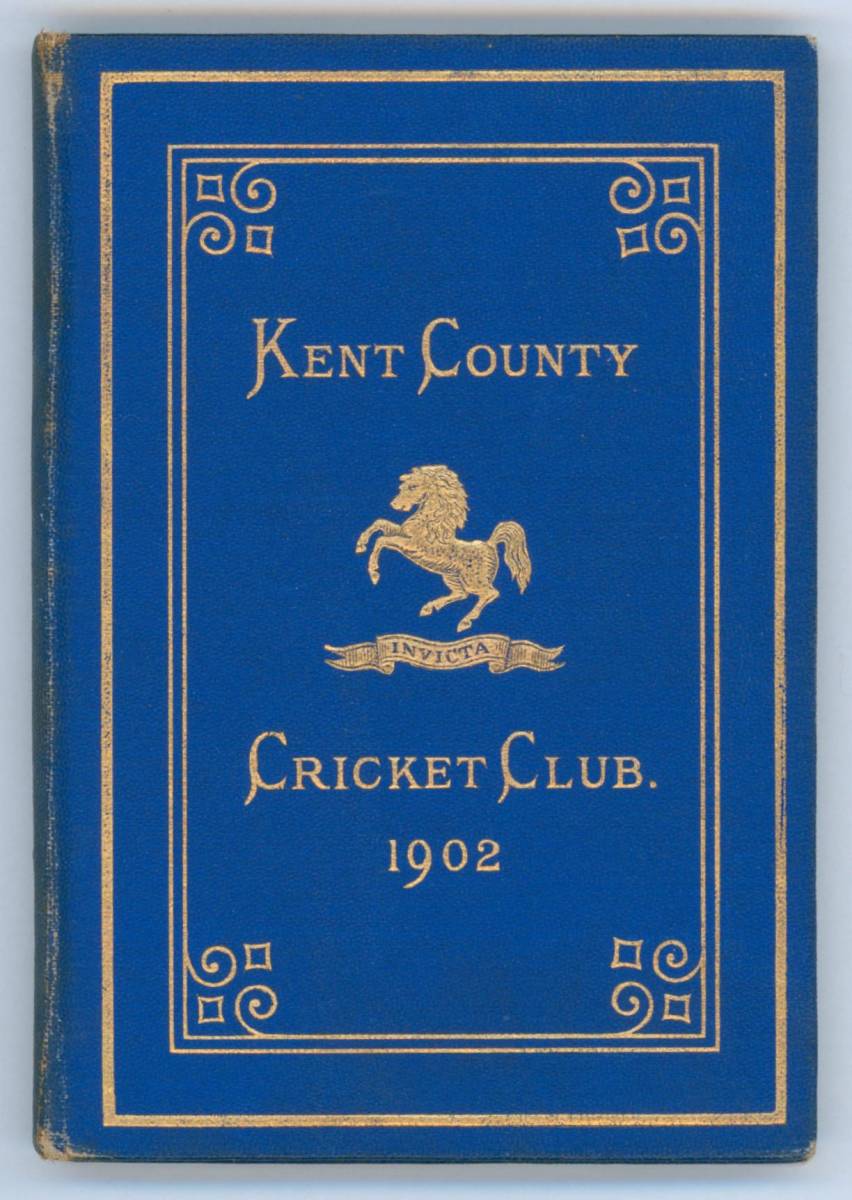 KENT COUNTY
INVICTA
CRICKET CLUB.
1902